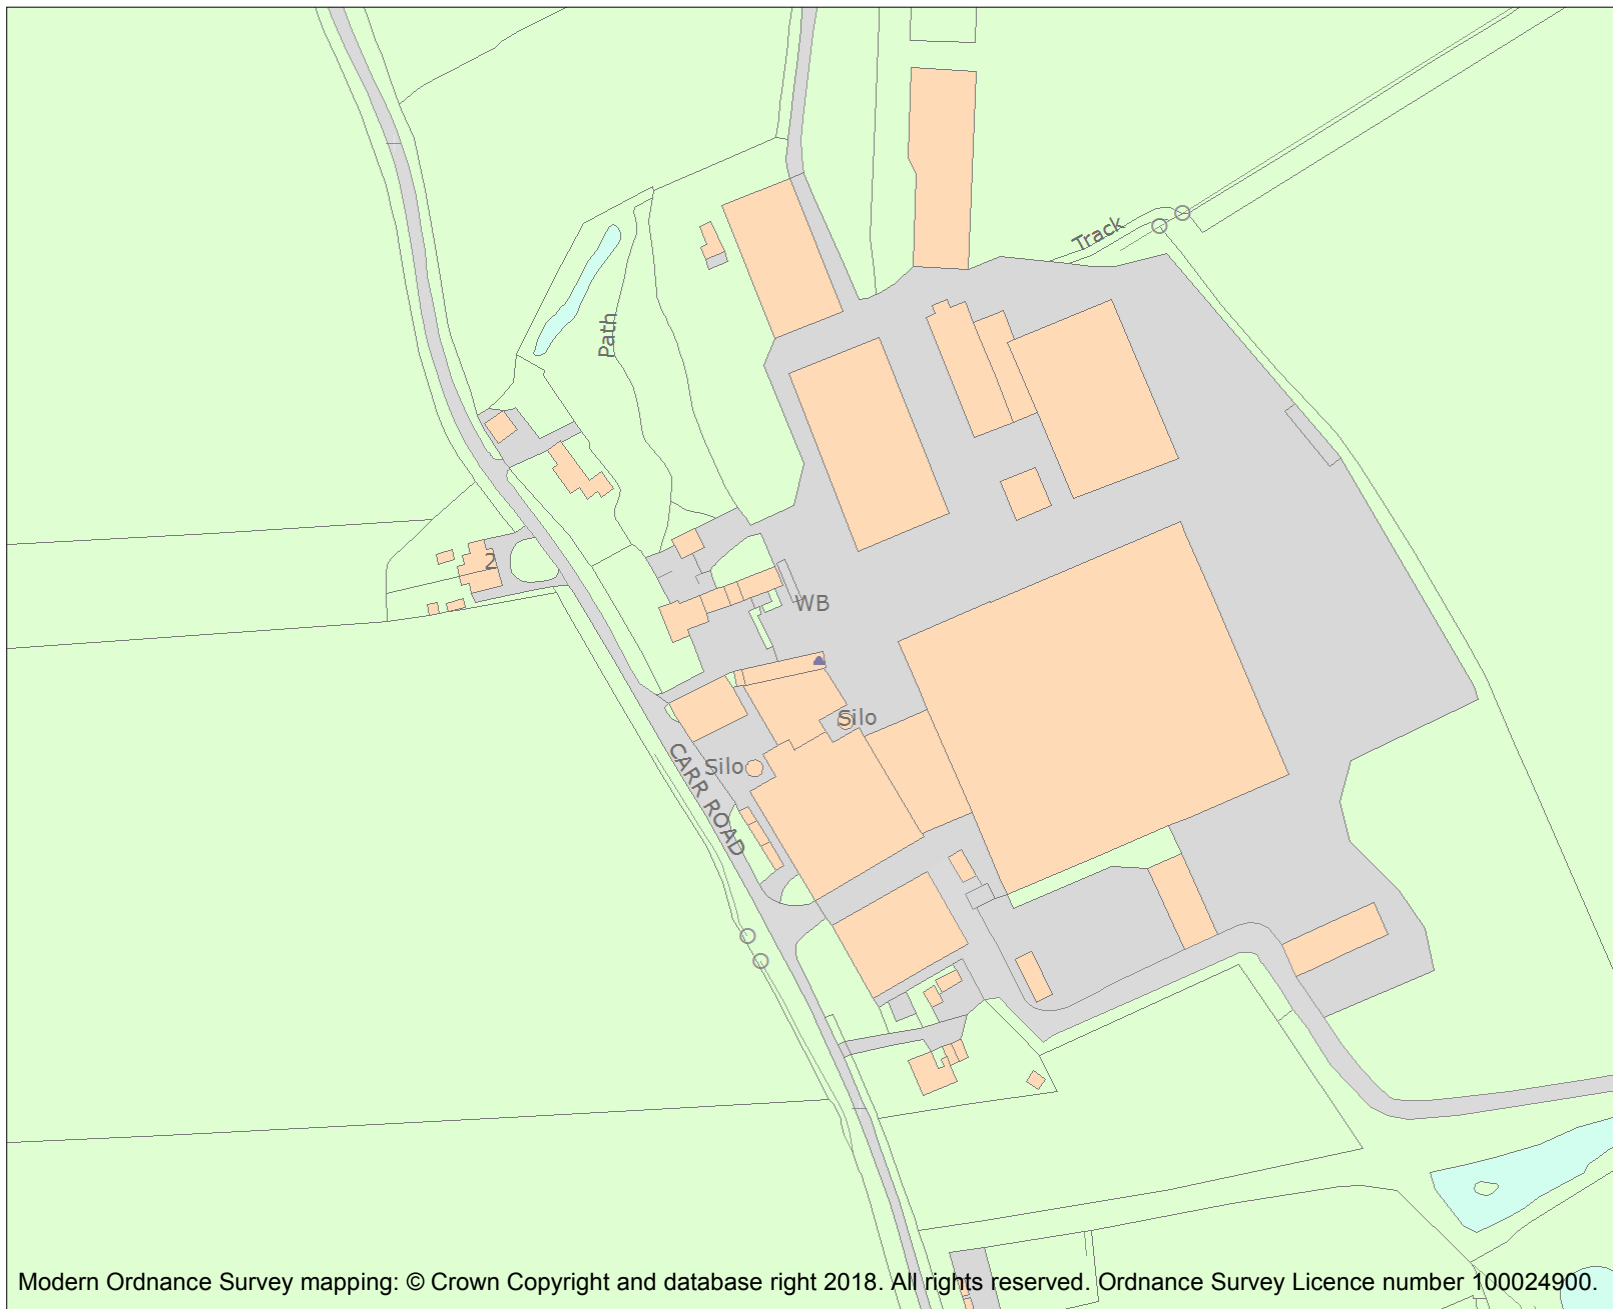 Track
Path
2
WB
Silo
Silo
CARR ROAD
Modern Ordnance Survey mapping: © Crown Copyright and database right 2018. All rights reserved. Ordnance Survey Licence number 100024900.